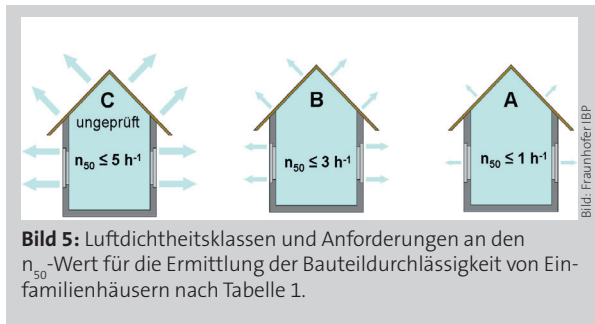 C
ungeprüft
n₅₀ ≤ 5 h⁻¹
B
n₅₀ ≤ 3 h⁻¹
A
n₅₀ ≤ 1 h⁻¹
Bild: Fraunhofer IBP
Bild 5: Luftdichtheitsklassen und Anforderungen an den
n₅₀-Wert für die Ermittlung der Bauteildurchlässigkeit von Ein-
familienhäusern nach Tabelle 1.